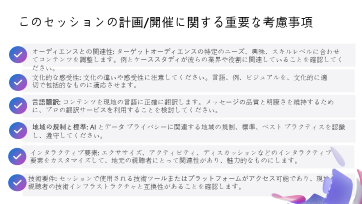 このセッションの計画/開催に関する重要な考慮事項
オーディエンスとの関連性: ターゲットオーディエンスの特定のニーズ、興味、スキルレベルに合わせ
てコンテンツを調整します。例とケーススタディが彼らの業界や役割に関連していることを確認してく
ださい。
文化的な感受性: 文化の違いや感受性に注意してください。言語、例、ビジュアルを、文化的に適
切で包括的なものに適応させます。
言語翻訳: コンテンツを現地の言語に正確に翻訳します。メッセージの品質と明瞭さを維持するため
に、プロの翻訳サービスを利用することを検討してください。
地域の規制と標準: AI とデータ プライバシーに関連する地域の規制、標準、ベスト プラクティスを認識
し、遵守してください。
インタラクティブ要素: エクササイズ、アクティビティ、ディスカッションなどのインタラクティブ
要素をカスタマイズして、地元の視聴者にとって関連性があり、魅力的なものにします。
技術要件: セッションで使用される技術ツールまたはプラットフォームがアクセス可能であり、現地
視聴者の技術インフラストラクチャと互換性があることを確認します。